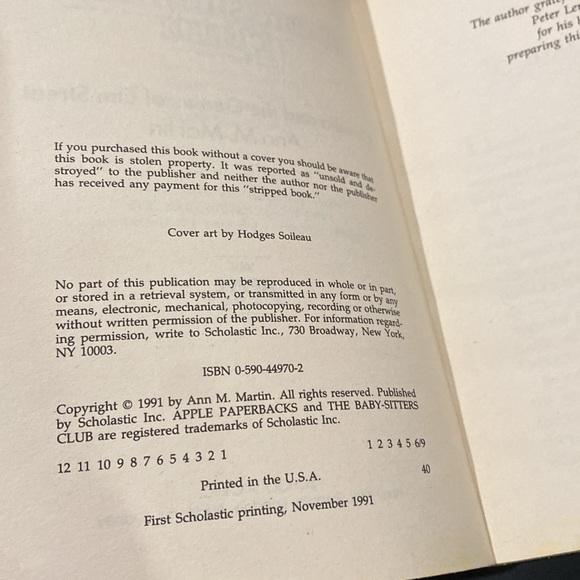 If you purchased this book without a cover you should be aware that
this book is stolen property. It was reported as "unsold and de-
stroyed" to the publisher and neither the author nor the publisher
has received any payment for this "stripped book."
Cover art by Hodges Soileau
No part of this publication may be reproduced in whole or in part,
or stored in a retrieval system, or transmitted in any form or by any
means, electronic, mechanical, photocopying, recording or otherwise
without written permission of the publisher. For information regard-
ing permission, write to Scholastic Inc., 730 Broadway, New York,
NY 10003.
ISBN 0-590-44970-2
Copyright © 1991 by Ann M. Martin. All rights reserved. Published
by Scholastic Inc. APPLE PAPERBACKS and THE BABY-SITTERS
CLUB are registered trademarks of Scholastic Inc.
12 11 10 9 8 7 6 5 4 3 2 1 1 2 3 4 5 69
Printed in the U.S.A. 40
First Scholastic printing, November 1991
The author
Peter
for his
preparing